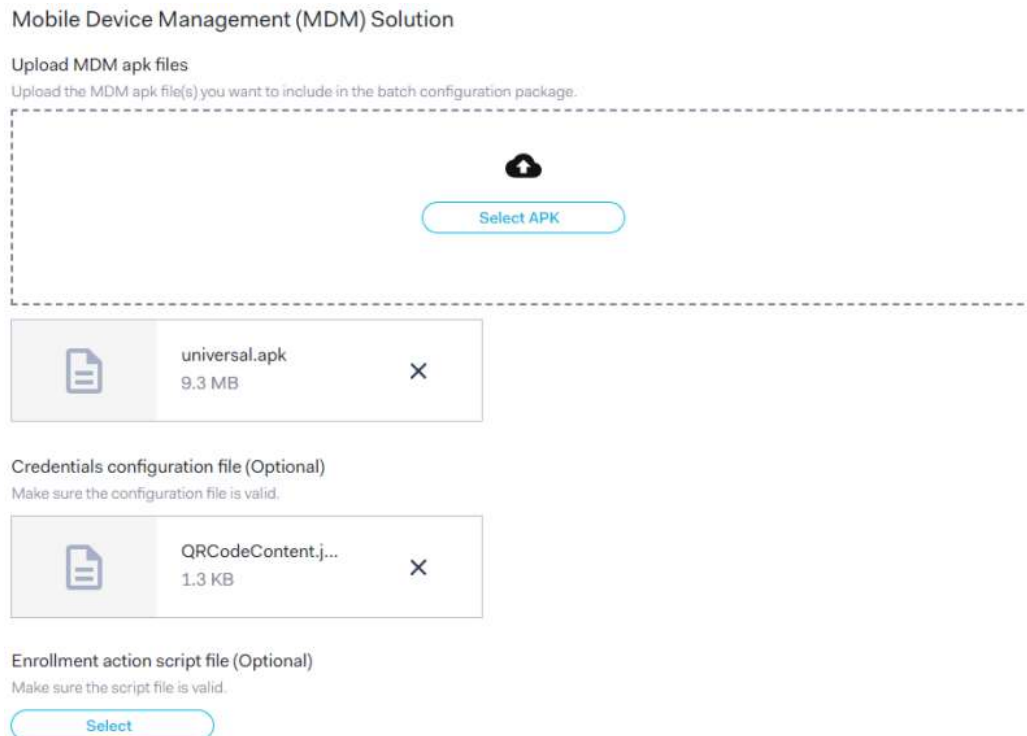 Mobile Device Management (MDM) Solution
Upload MDM apk files
Upload the MDM apk file(s) you want to include in the batch configuration package.
Select APK
universal.apk
9.3 MB
Credentials configuration file (Optional)
Make sure the configuration file is valid.
QRCodeContent.j...
1.3 KB
Enrollment action script file (Optional)
Make sure the script file is valid.
Select